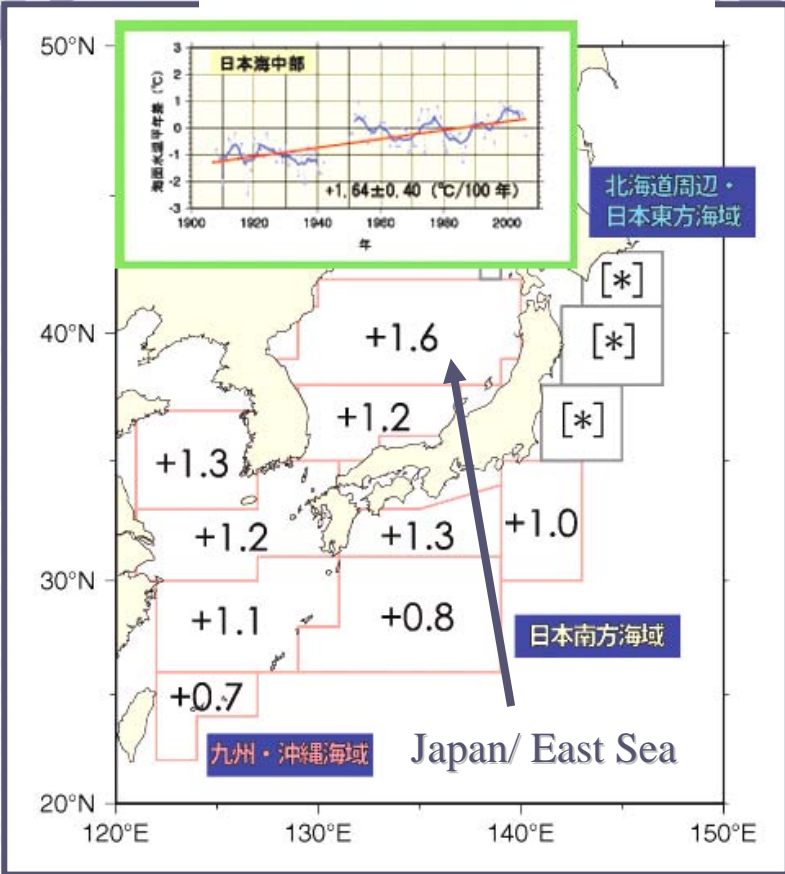 50°N
40°N
30°N
20°N
120°E
130°E
140°E
150°E
日本海中部
海面水温平年差 (℃)
3
2
1
0
-1
-2
-3
1900
1920
1940
1960
1980
2000
年
+1.64±0.40 (℃/100 年)
北海道周辺・
日本東方海域
[*]
[*]
[*]
+1.6
+1.2
+1.3
+1.2
+1.3
+1.0
+1.1
+0.8
+0.7
日本南方海域
九州・沖縄海域
Japan/ East Sea